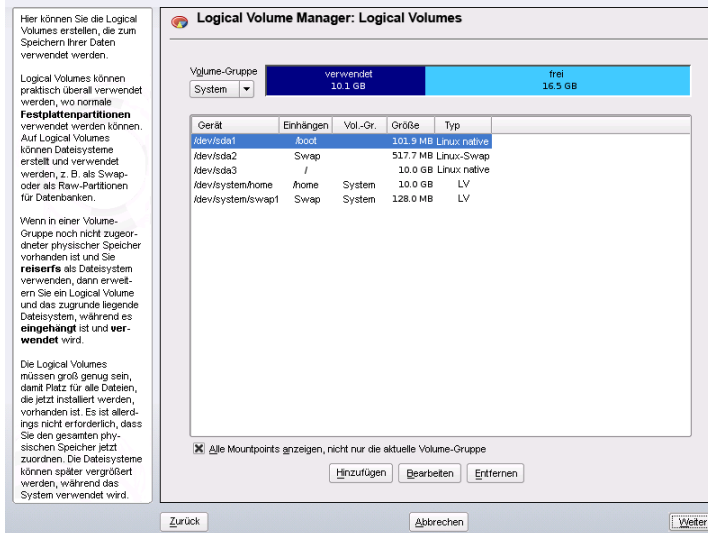 Hier können Sie die Logical
Volumes erstellen, die zum
Speichern Ihrer Daten
verwendet werden.
Logical Volumes können
praktisch überall verwendet
werden, wo normale
Festplattenpartitionen
verwendet werden können.
Auf Logical Volumes
können Dateisysteme
erstellt und verwendet
werden, z. B. als Swap-
oder als Raw-Partitionen
für Datenbanken.
Wenn in einer Volume-
Gruppe noch nicht zugeor-
dneter physischer Speicher
vorhanden ist und Sie
reiserfs als Dateisystem
verwenden, dann erweit-
ern Sie ein Logical Volume
und das zugrunde liegende
Dateisystem, während es
eingehängt ist und ver-
wendet wird.
Die Logical Volumes
müssen groß genug sein,
damit Platz für alle Dateien,
die jetzt installiert werden,
vorhanden ist. Es ist allerd-
ings nicht erforderlich, dass
Sie den gesamten phy-
sischen Speicher jetzt
zuordnen. Die Dateisysteme
können später vergrößert
werden, während das
System verwendet wird.
Logical Volume Manager: Logical Volumes
Volume-Gruppe
System
verwendet
10.1 GB
frei
16.5 GB
Gerät Einhängen Vol.-Gr. Größe Typ
/dev/sda1 /boot 101.9 MB Linux native
/dev/sda2 Swap 517.7 MB Linux-Swap
/dev/sda3 / 10.0 GB Linux native
/dev/system/home /home System 10.0 GB LV
/dev/system/swap1 Swap System 128.0 MB LV
Alle Mountpoints anzeigen, nicht nur die aktuelle Volume-Gruppe
Hinzufügen Bearbeiten Entfernen
Zurück Abbrechen Weiter